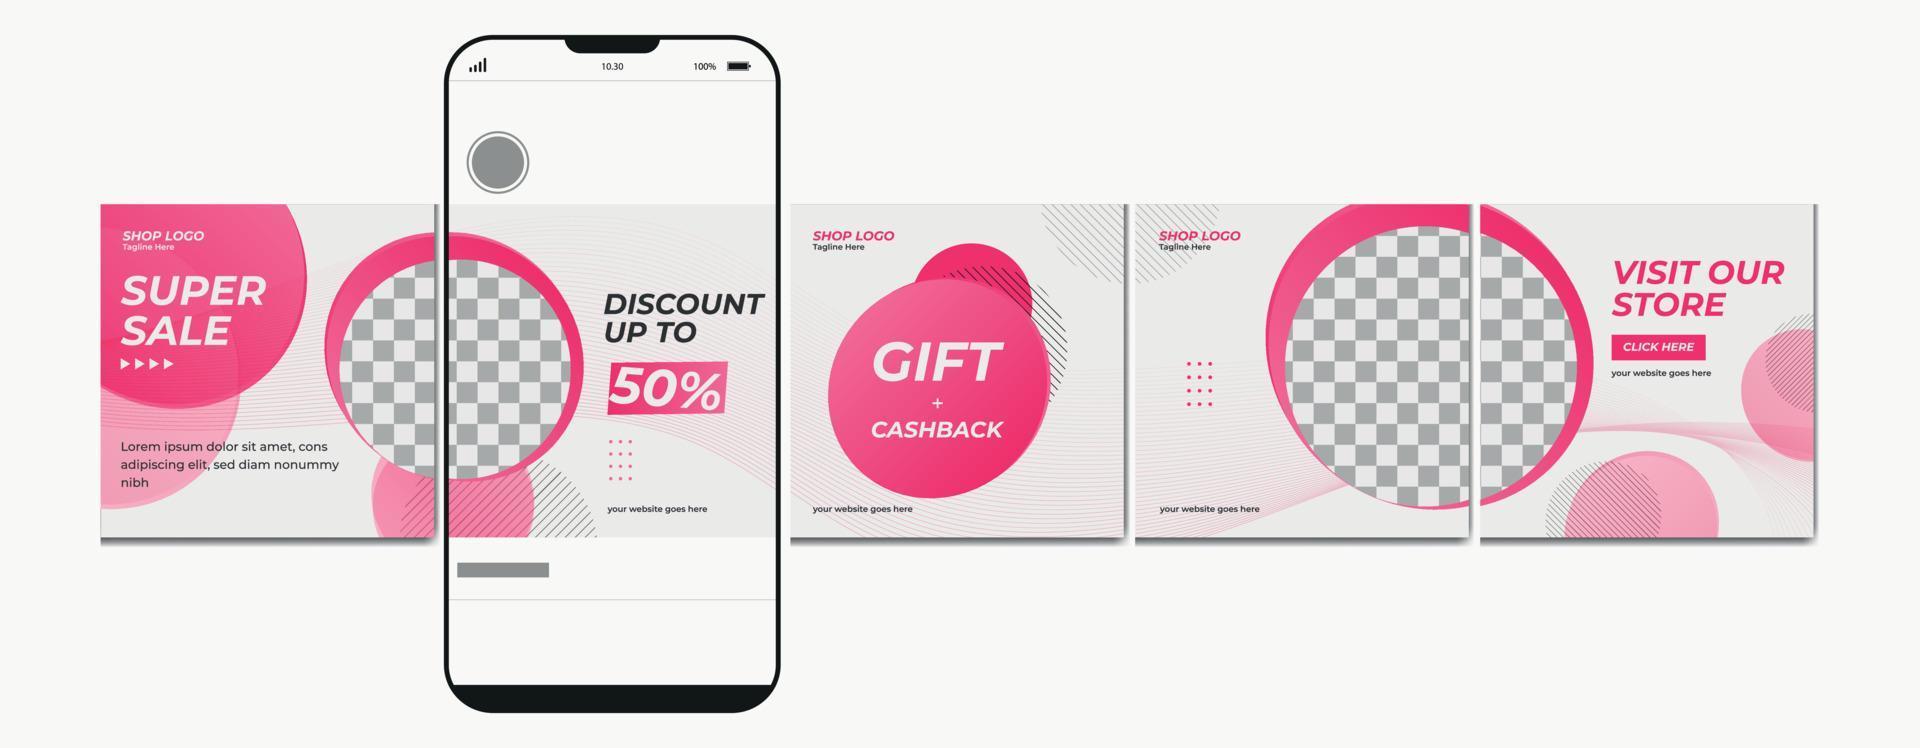 SHOP LOGO
Tagline Here
SUPER
SALE
Lorem ipsum dolor sit amet, cons
adipiscing elit, sed diam nonummy
nibh
10.30
100%
DISCOUNT
UP TO
50%
your website goes here
SHOP LOGO
Tagline Here
GIFT
+
CASHBACK
your website goes here
SHOP LOGO
Tagline Here
your website goes here
VISIT OUR
STORE
CLICK HERE
your website goes here